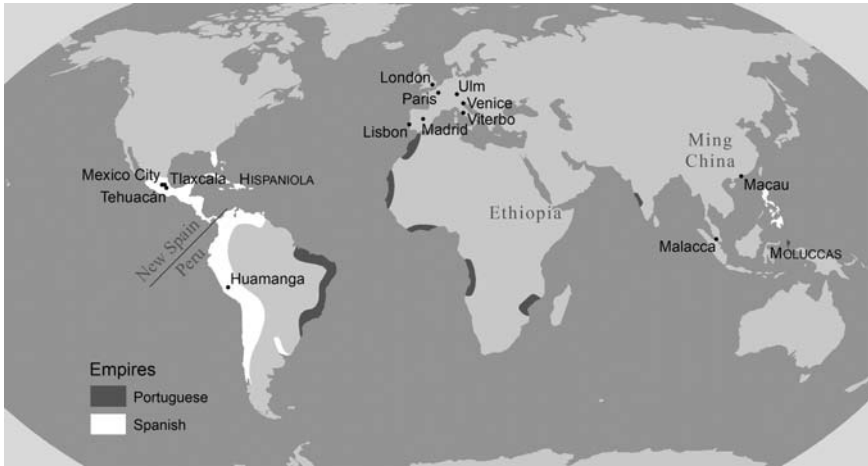 London
Ulm
Paris
Venice
Viterbo
Lisbon
Madrid
Ming
China
Mexico City
Tlaxcala
HISPANIOLA
Macau
Tehuacán
Ethiopia
New Spain
Peru
Malacca
MOLUCCAS
Huamanga
Empires
Portuguese
Spanish